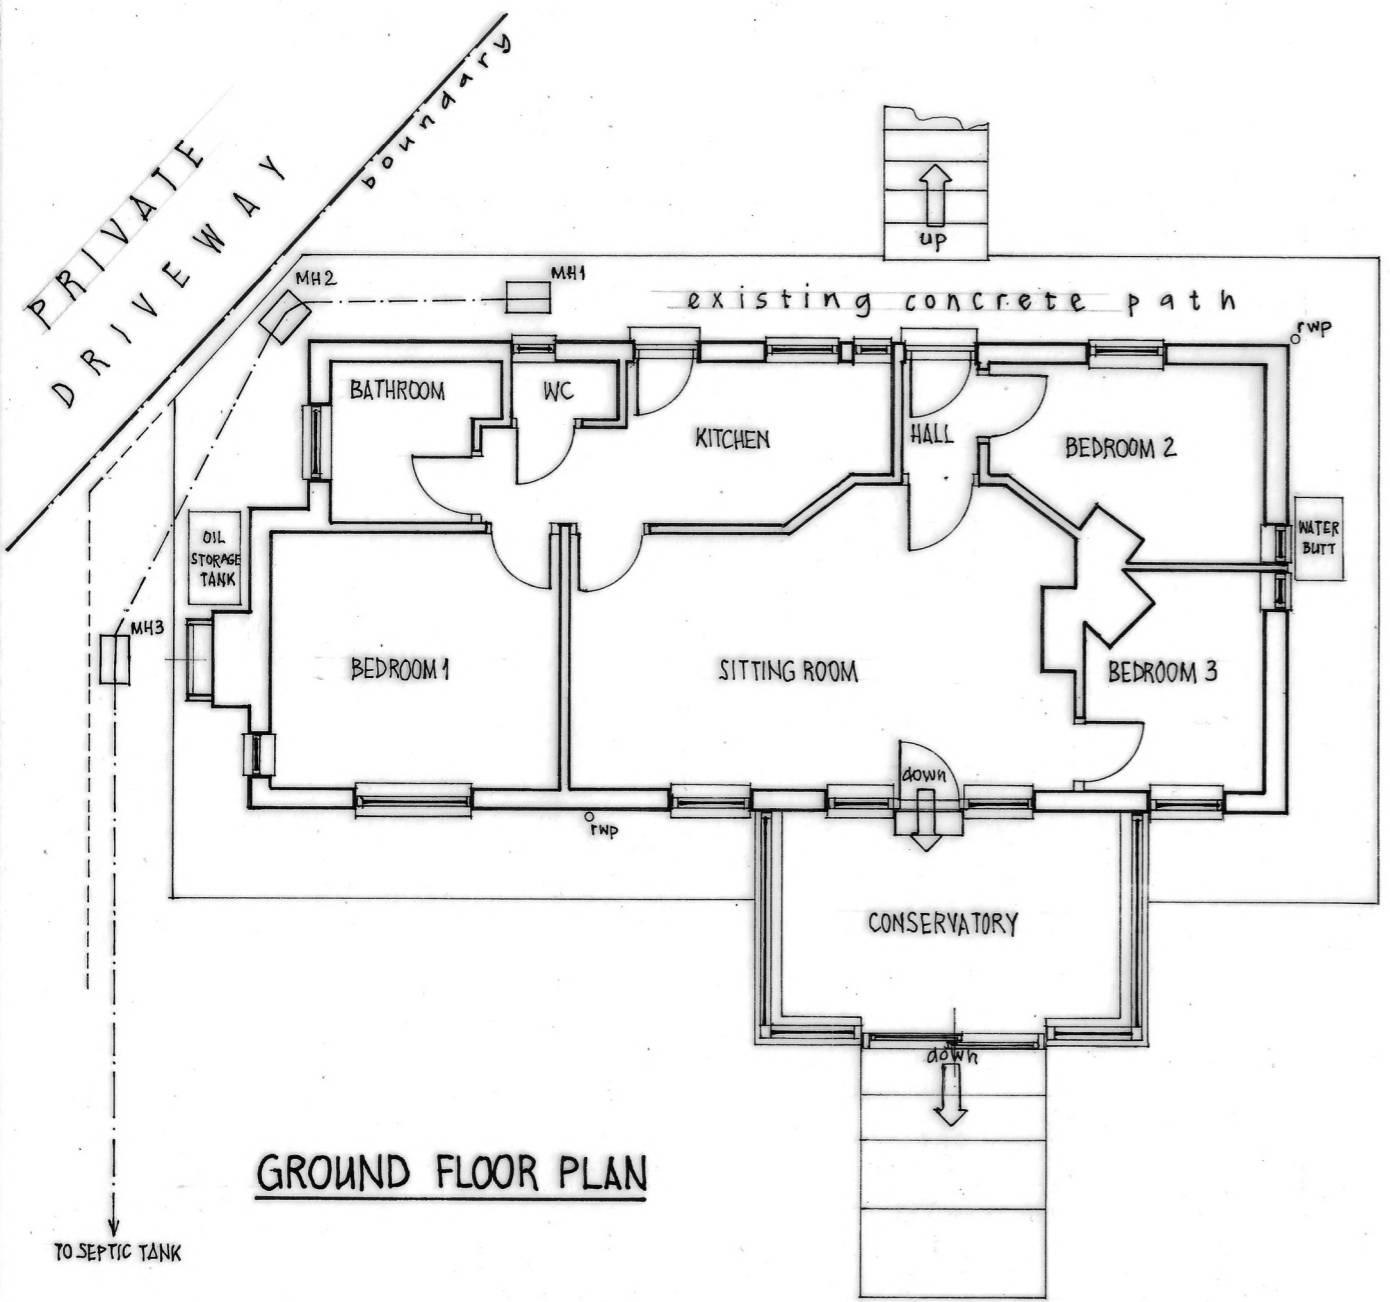 PRIVATE
DRIVEWAY
boundary
up
MH2
MH1
existing concrete path
rwp
BATHROOM
WC
KITCHEN
HALL
BEDROOM 2
OIL
STORAGE
TANK
WATER
BUTT
MH3
BEDROOM 1
SITTING ROOM
BEDROOM 3
down
rwp
CONSERVATORY
down
GROUND FLOOR PLAN
TO SEPTIC TANK